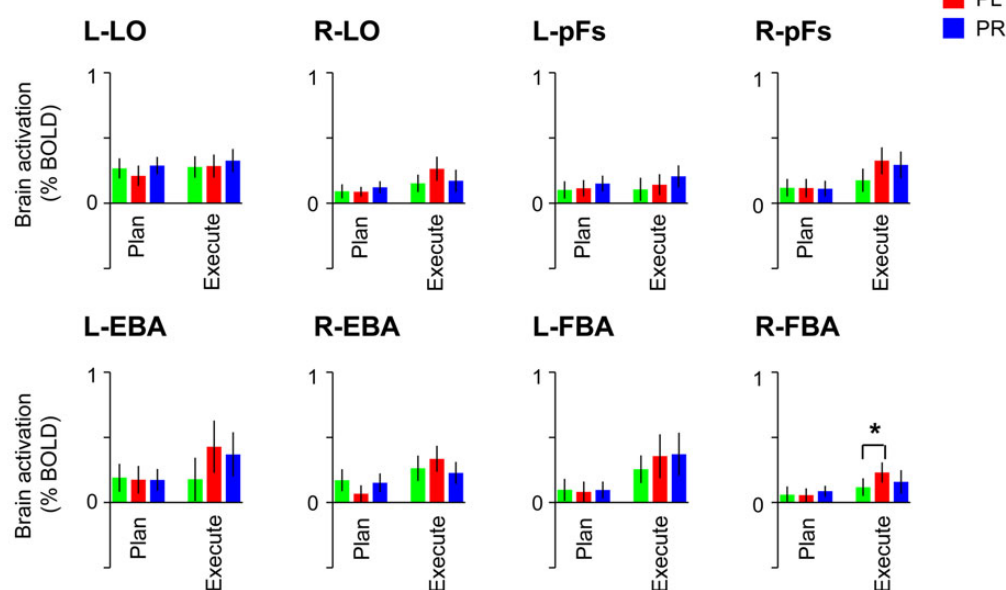 PL
PR
L-LO R-LO L-pFs R-pFs
Brain activation
(% BOLD)
1 1 1 1
0 0 0 0
Plan Execute Plan Execute Plan Execute Plan Execute
L-EBA R-EBA L-FBA R-FBA
Brain activation
(% BOLD)
1 1 1 1
*
0 0 0 0
Plan Execute Plan Execute Plan Execute Plan Execute